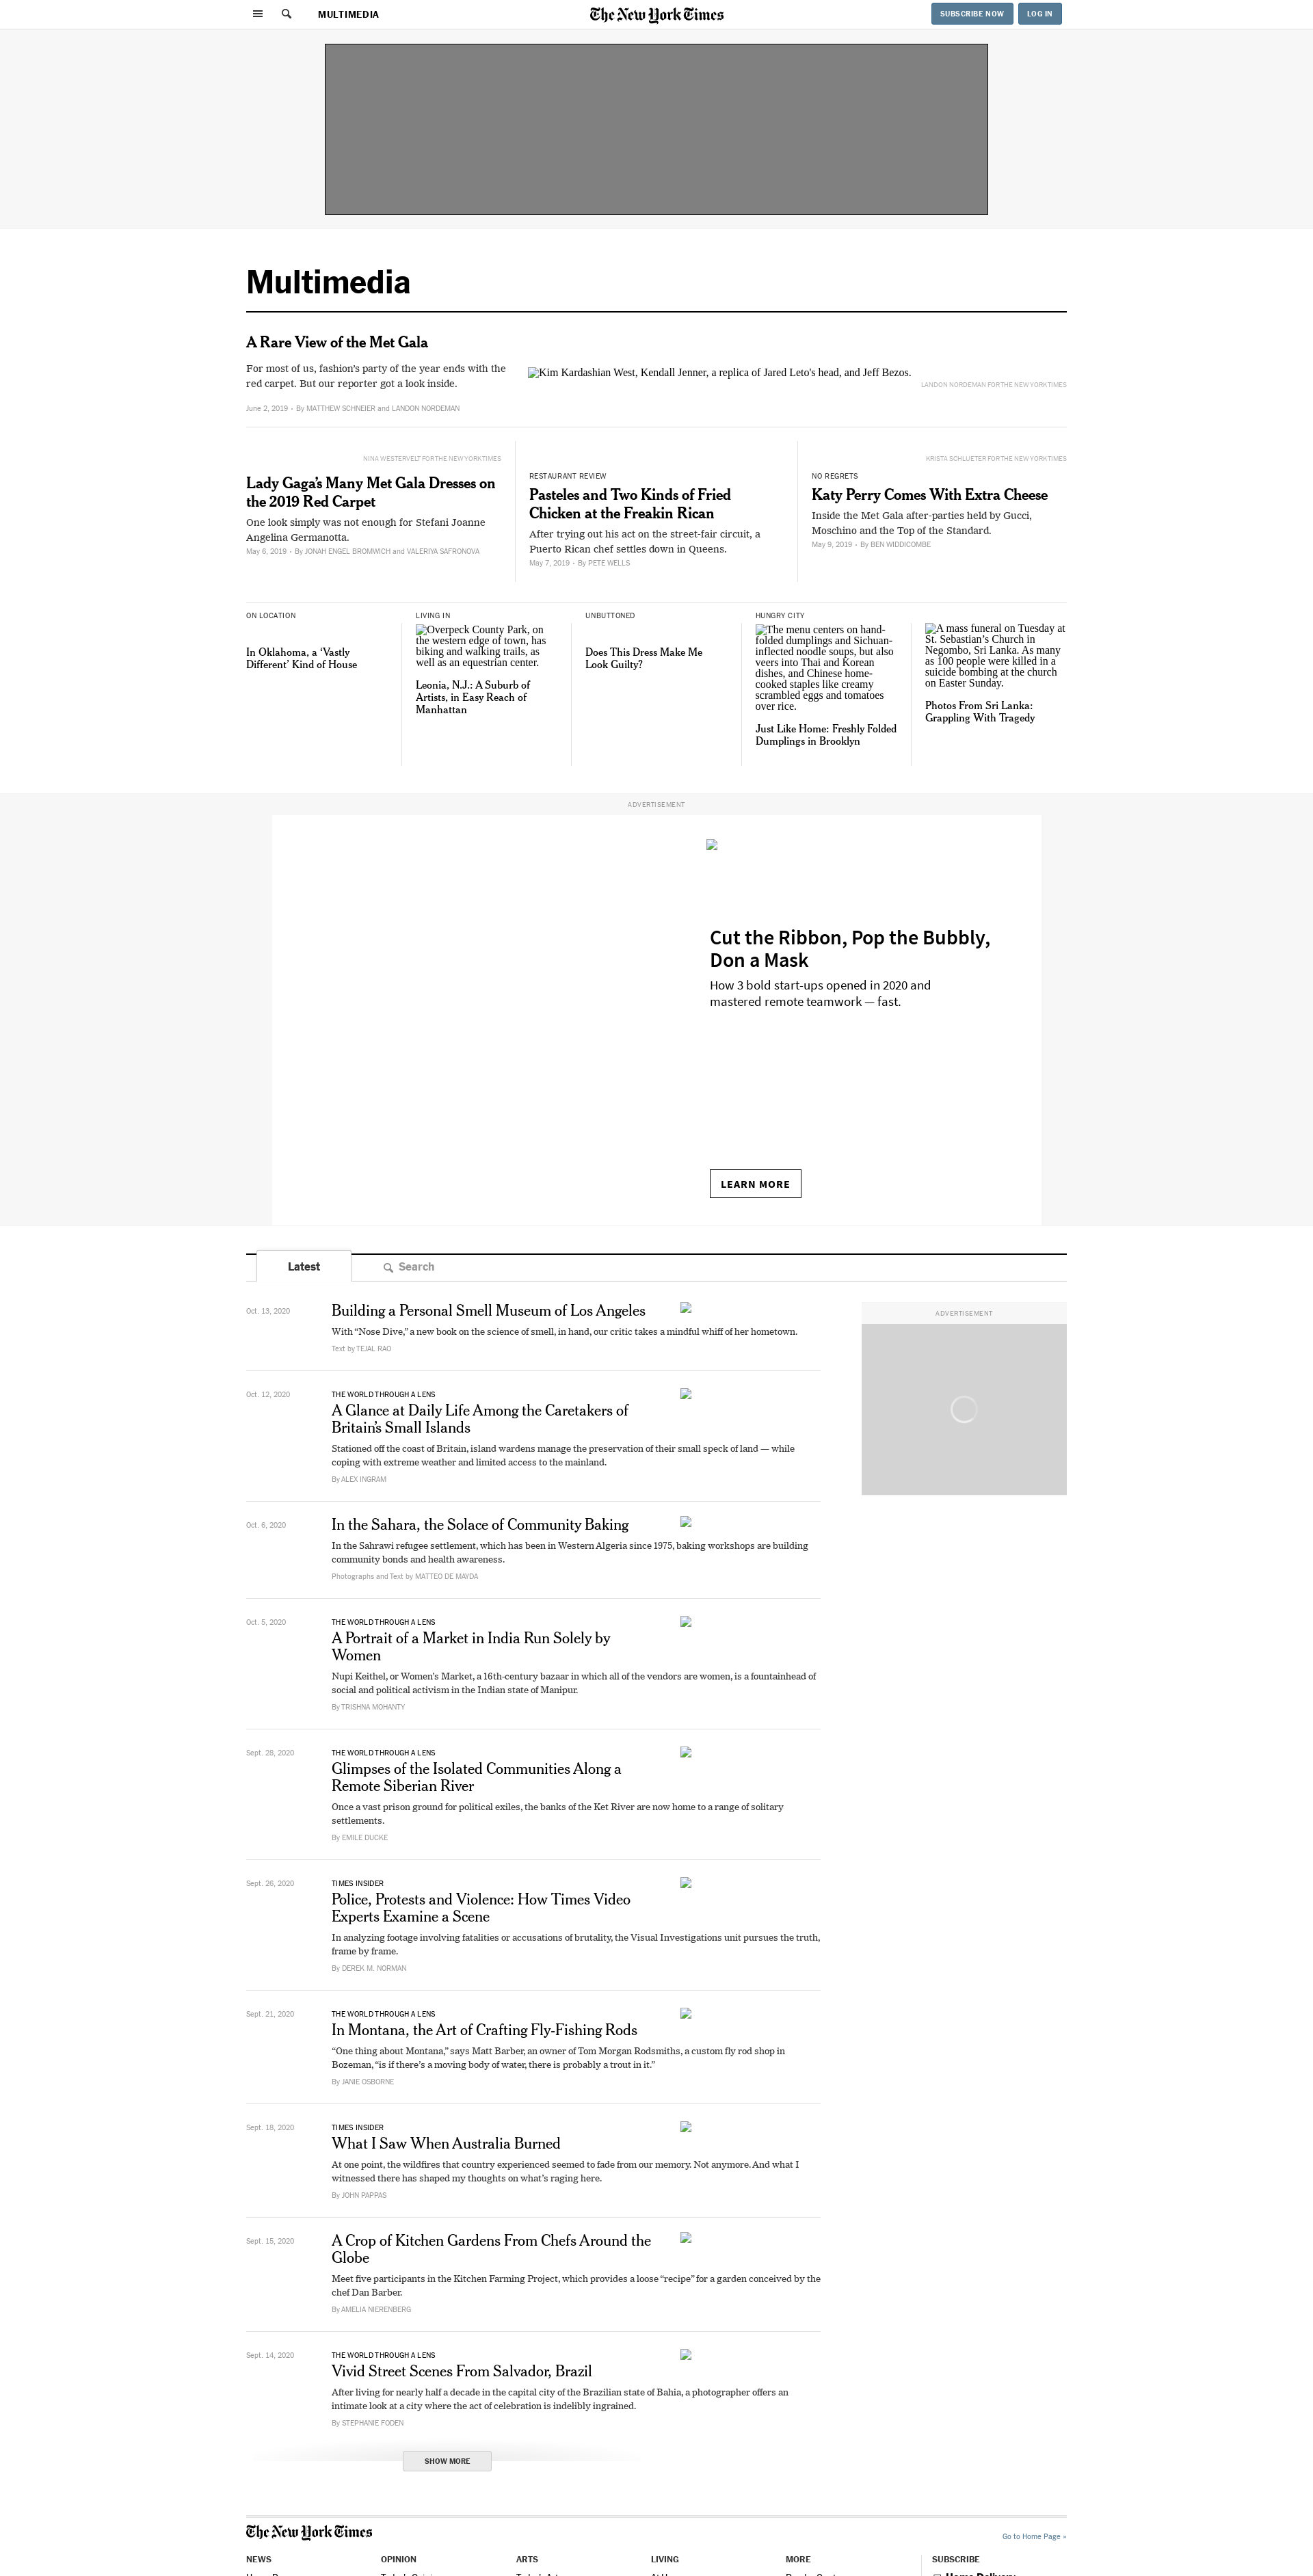 MULTIMEDIA
The New York Times
SUBSCRIBE NOW
LOG IN
Multimedia
A Rare View of the Met Gala
For most of us, fashion's party of the year ends with the
red carpet. But our reporter got a look inside.
June 2, 2019 • By MATTHEW SCHNEIER and LANDON NORDEMAN
Kim Kardashian West, Kendall Jenner, a replica of Jared Leto's head, and Jeff Bezos.
LANDON NORDEMAN FOR THE NEW YORK TIMES
NINA WESTERVELT FOR THE NEW YORK TIMES
Lady Gaga's Many Met Gala Dresses on
the 2019 Red Carpet
One look simply was not enough for Stefani Joanne
Angelina Germanotta.
May 6, 2019 • By JONAH ENGEL BROMWICH and VALERIYA SAFRONOVA
RESTAURANT REVIEW
Pasteles and Two Kinds of Fried
Chicken at the Freakin Rican
After trying out his act on the street-fair circuit, a
Puerto Rican chef settles down in Queens.
May 7, 2019 • By PETE WELLS
KRISTA SCHLUETER FOR THE NEW YORK TIMES
NO REGRETS
Katy Perry Comes With Extra Cheese
Inside the Met Gala after-parties held by Gucci,
Moschino and the Top of the Standard.
May 9, 2019 • By BEN WIDDICOMBE
ON LOCATION
In Oklahoma, a 'Vastly
Different' Kind of House
LIVING IN
Overpeck County Park, on
the western edge of town, has
biking and walking trails, as
well as an equestrian center.
Leonia, N.J.: A Suburb of
Artists, in Easy Reach of
Manhattan
UNBUTTONED
Does This Dress Make Me
Look Guilty?
HUNGRY CITY
The menu centers on hand-
folded dumplings and Sichuan-
inflected noodle soups, but also
veers into Thai and Korean
dishes, and Chinese home-
cooked staples like creamy
scrambled eggs and tomatoes
over rice.
Just Like Home: Freshly Folded
Dumplings in Brooklyn
A mass funeral on Tuesday at
St. Sebastian's Church in
Negombo, Sri Lanka. As many
as 100 people were killed in a
suicide bombing at the church
on Easter Sunday.
Photos From Sri Lanka:
Grappling With Tragedy
ADVERTISEMENT
Cut the Ribbon, Pop the Bubbly,
Don a Mask
How 3 bold start-ups opened in 2020 and
mastered remote teamwork — fast.
LEARN MORE
Latest
Search
Oct. 13, 2020
Building a Personal Smell Museum of Los Angeles
With “Nose Dive,” a new book on the science of smell, in hand, our critic takes a mindful whiff of her hometown.
Text by TEJAL RAO
ADVERTISEMENT
Oct. 12, 2020
THE WORLD THROUGH A LENS
A Glance at Daily Life Among the Caretakers of
Britain's Small Islands
Stationed off the coast of Britain, island wardens manage the preservation of their small speck of land — while
coping with extreme weather and limited access to the mainland.
By ALEX INGRAM
Oct. 6, 2020
In the Sahara, the Solace of Community Baking
In the Sahrawi refugee settlement, which has been in Western Algeria since 1975, baking workshops are building
community bonds and health awareness.
Photographs and Text by MATTEO DE MAYDA
Oct. 5, 2020
THE WORLD THROUGH A LENS
A Portrait of a Market in India Run Solely by
Women
Nupi Keithel, or Women's Market, a 16th-century bazaar in which all of the vendors are women, is a fountainhead of
social and political activism in the Indian state of Manipur.
By TRISHNA MOHANTY
Sept. 28, 2020
THE WORLD THROUGH A LENS
Glimpses of the Isolated Communities Along a
Remote Siberian River
Once a vast prison ground for political exiles, the banks of the Ket River are now home to a range of solitary
settlements.
By EMILE DUCKE
Sept. 26, 2020
TIMES INSIDER
Police, Protests and Violence: How Times Video
Experts Examine a Scene
In analyzing footage involving fatalities or accusations of brutality, the Visual Investigations unit pursues the truth,
frame by frame.
By DEREK M. NORMAN
Sept. 21, 2020
THE WORLD THROUGH A LENS
In Montana, the Art of Crafting Fly-Fishing Rods
“One thing about Montana,” says Matt Barber, an owner of Tom Morgan Rodsmiths, a custom fly rod shop in
Bozeman, “is if there's a moving body of water, there is probably a trout in it.”
By JANIE OSBORNE
Sept. 18, 2020
TIMES INSIDER
What I Saw When Australia Burned
At one point, the wildfires that country experienced seemed to fade from our memory. Not anymore. And what I
witnessed there has shaped my thoughts on what's raging here.
By JOHN PAPPAS
Sept. 15, 2020
A Crop of Kitchen Gardens From Chefs Around the
Globe
Meet five participants in the Kitchen Farming Project, which provides a loose “recipe” for a garden conceived by the
chef Dan Barber.
By AMELIA NIERENBERG
Sept. 14, 2020
THE WORLD THROUGH A LENS
Vivid Street Scenes From Salvador, Brazil
After living for nearly half a decade in the capital city of the Brazilian state of Bahia, a photographer offers an
intimate look at a city where the act of celebration is indelibly ingrained.
By STEPHANIE FODEN
SHOW MORE
The New York Times
Go to Home Page »
NEWS
OPINION
ARTS
LIVING
MORE
SUBSCRIBE